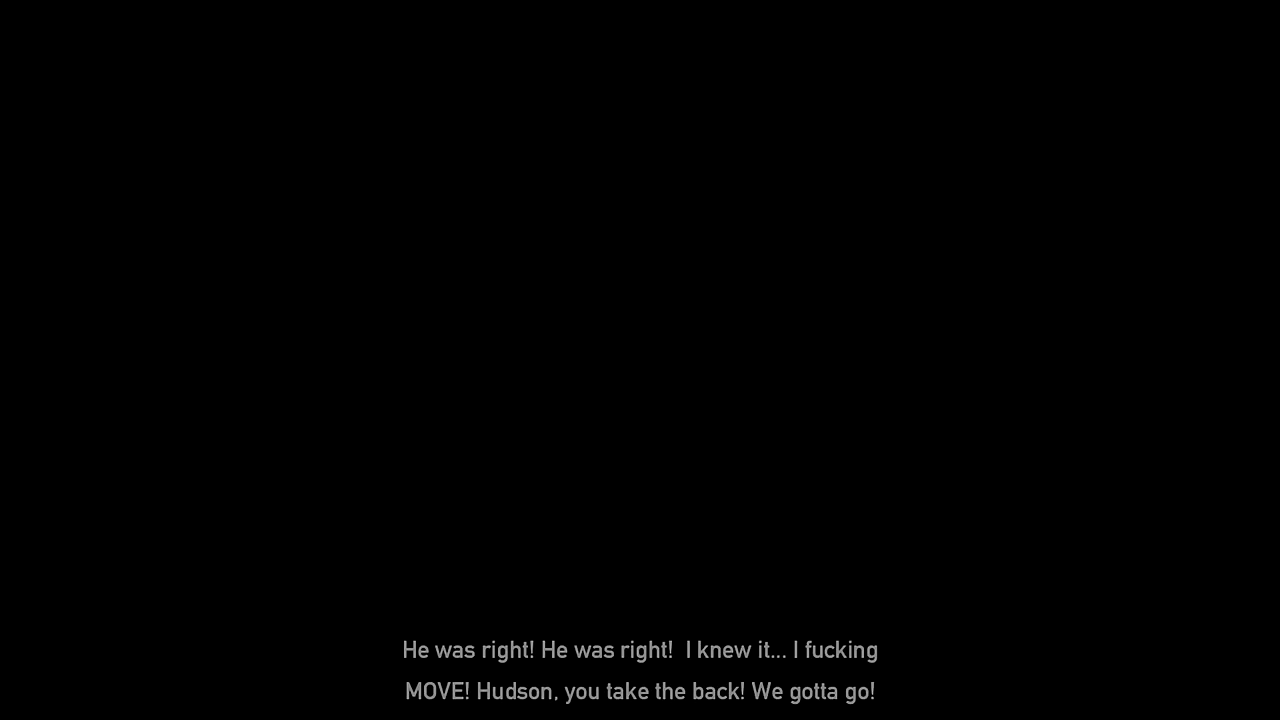 He was right! He was right!  I knew it... I fucking
MOVE! Hudson, you take the back! We gotta go!